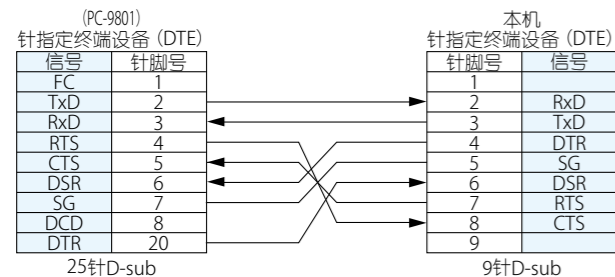 (PC-9801)
针指定终端设备 (DTE)
信号 针脚号
FC 1
TxD 2
RxD 3
RTS 4
CTS 5
DSR 6
SG 7
DCD 8
DTR 20
25针D-sub
本机
针指定终端设备 (DTE)
针脚号 信号
1
2 RxD
3 TxD
4 DTR
5 SG
6 DSR
7 RTS
8 CTS
9
9针D-sub